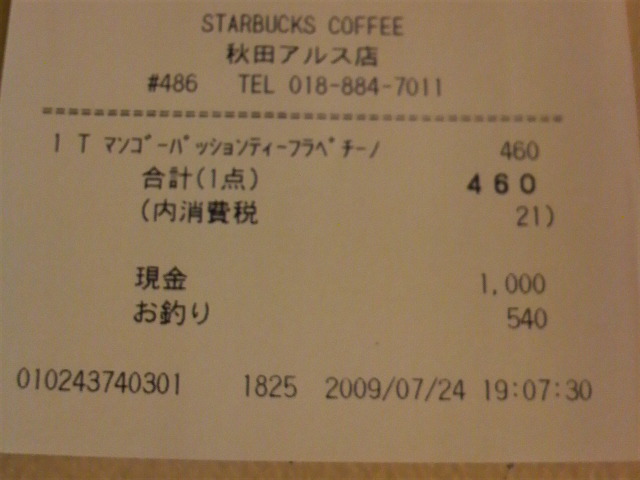 STARBUCKS COFFEE
秋田アルス店
#486 TEL 018-884-7011
1 T ﾏﾝｺﾞｰﾊﾟｯｼｮﾝﾃｨｰﾌﾗﾍﾟﾁｰﾉ 460
合計(1点) 460
(内消費税 21)
現金 1,000
お釣り 540
010243740301 1825 2009/07/24 19:07:30